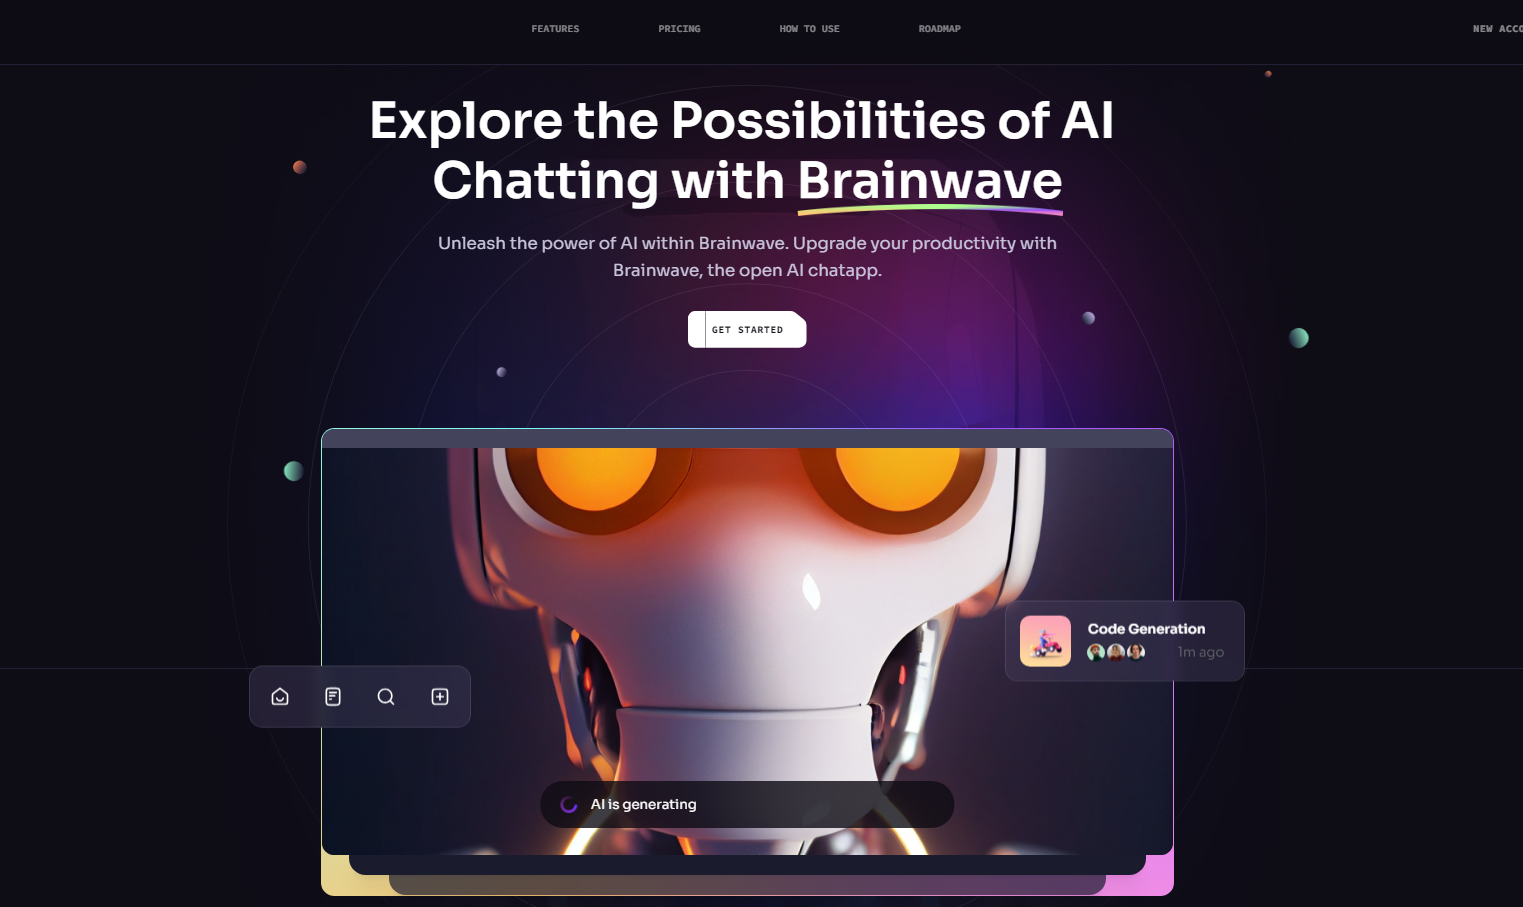 FEATURES
PRICING
HOW TO USE
ROADMAP
NEW ACCO
Explore the Possibilities of AI
Chatting with Brainwave
Unleash the power of AI within Brainwave. Upgrade your productivity with
Brainwave, the open AI chatapp.
GET STARTED
Code Generation
1m ago
AI is generating